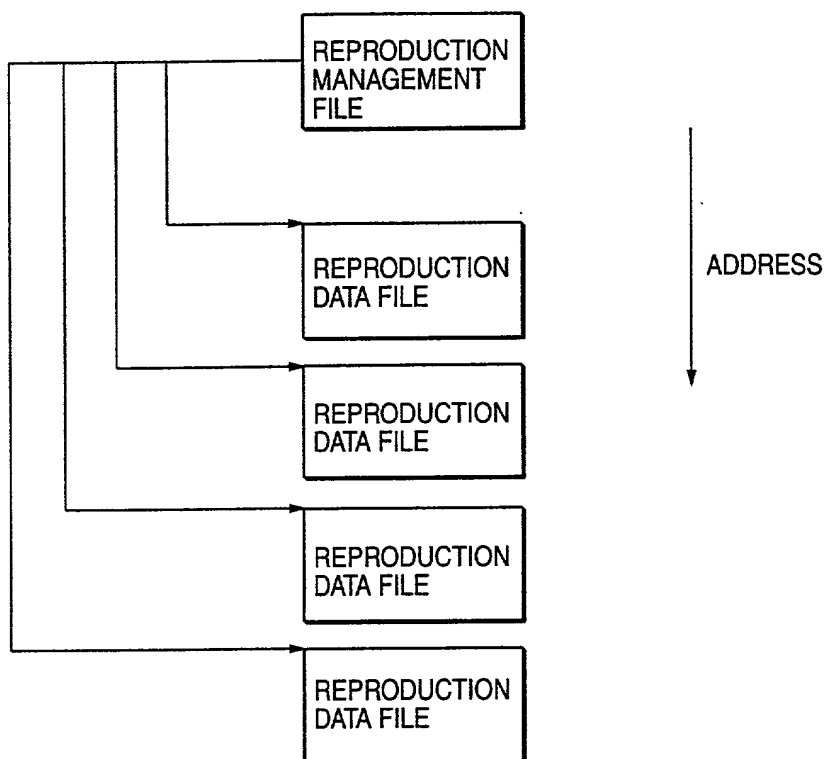 REPRODUCTION
MANAGEMENT
FILE
REPRODUCTION
DATA FILE
ADDRESS
REPRODUCTION
DATA FILE
REPRODUCTION
DATA FILE
REPRODUCTION
DATA FILE